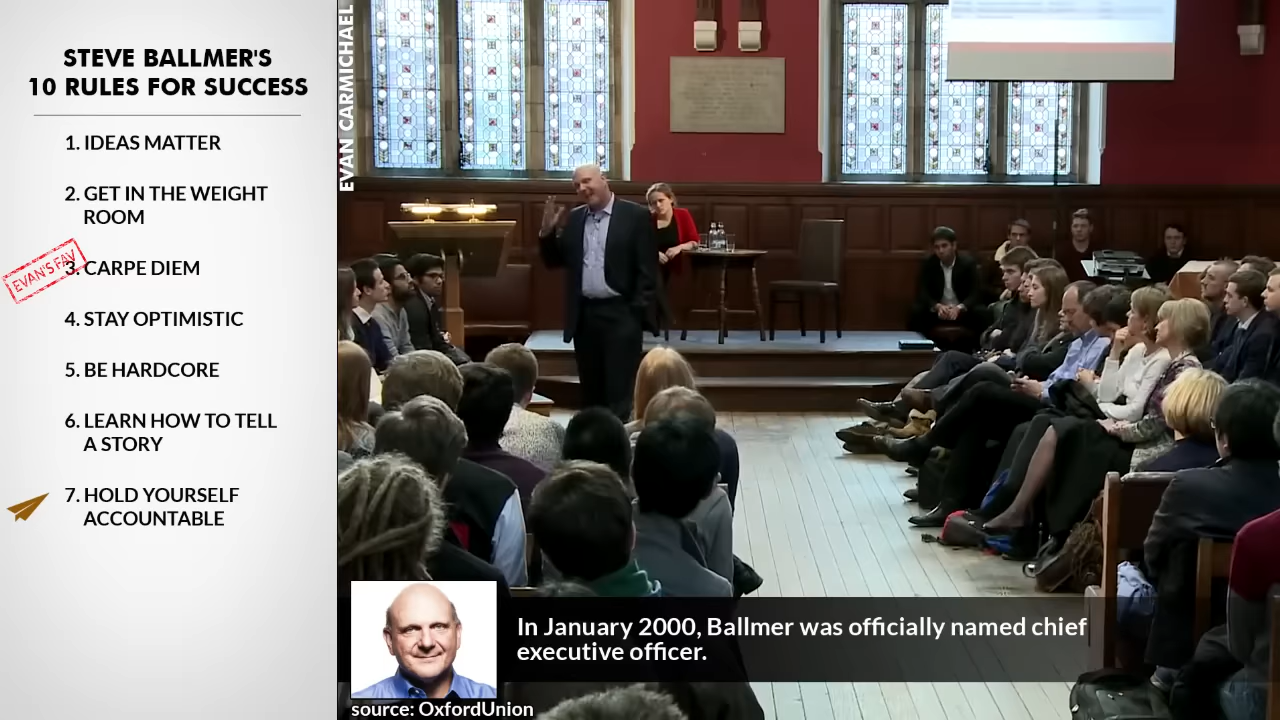 STEVE BALLMER'S
10 RULES FOR SUCCESS
1. IDEAS MATTER
2. GET IN THE WEIGHT
ROOM
EVAN'S FAV
3. CARPE DIEM
4. STAY OPTIMISTIC
5. BE HARDCORE
6. LEARN HOW TO TELL
A STORY
7. HOLD YOURSELF
ACCOUNTABLE
EVAN CARMICHAEL
In January 2000, Ballmer was officially named chief
executive officer.
source: OxfordUnion